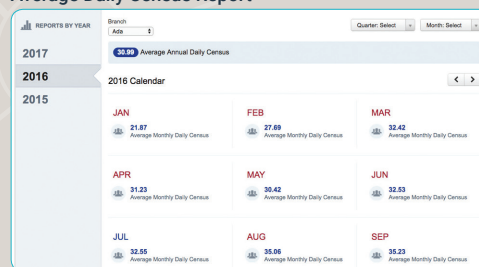 Average Daily Census Report
REPORTS BY YEAR
2017
2016
2015
Branch
Ada
Quarter: Select
Month: Select
30.99 Average Annual Daily Census
2016 Calendar
JAN
21.87
Average Monthly Daily Census
FEB
27.69
Average Monthly Daily Census
MAR
32.42
Average Monthly Daily Census
APR
31.23
Average Monthly Daily Census
MAY
30.42
Average Monthly Daily Census
JUN
32.53
Average Monthly Daily Census
JUL
32.55
Average Monthly Daily Census
AUG
35.06
Average Monthly Daily Census
SEP
35.23
Average Monthly Daily Census